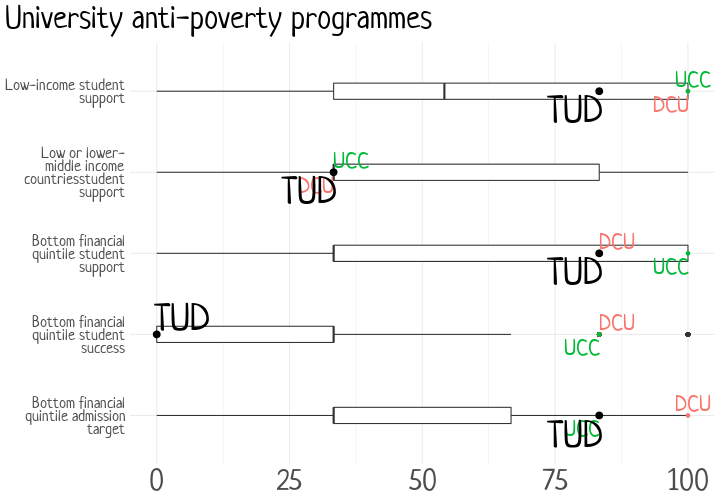 University anti-poverty programmes
Low-income student
support
UCC
TUD
DCU
Low or lower-
middle income
countriesstudent
support
UCC
DCU
TUD
Bottom financial
quintile student
support
DCU
TUD
UCC
Bottom financial
quintile student
success
TUD
DCU
UCC
Bottom financial
quintile admission
target
DCU
UCC
TUD
0 25 50 75 100